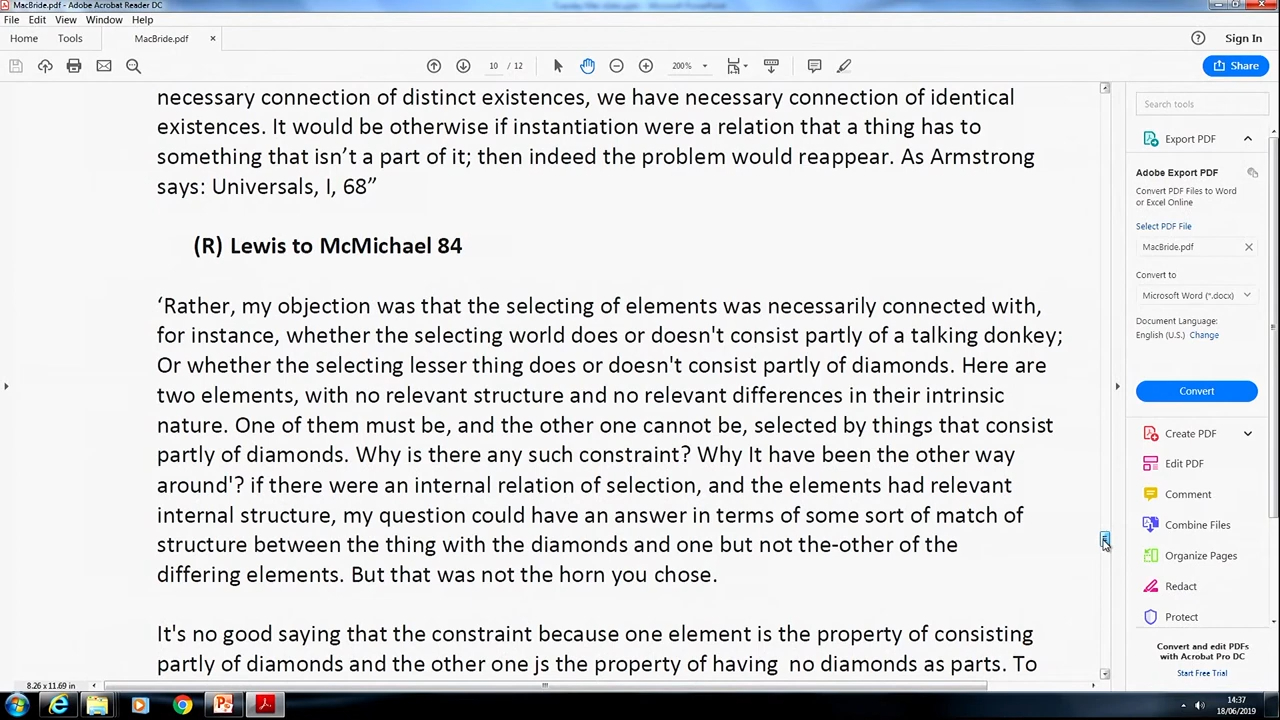 MacBride.pdf - Adobe Acrobat Reader DC
File Edit View Window Help
Home Tools MacBride.pdf × Sign In
10 / 12 200% Share
necessary connection of distinct existences, we have necessary connection of identical
existences. It would be otherwise if instantiation were a relation that a thing has to
something that isn’t a part of it; then indeed the problem would reappear. As Armstrong
says: Universals, I, 68”
(R) Lewis to McMichael 84
‘Rather, my objection was that the selecting of elements was necessarily connected with,
for instance, whether the selecting world does or doesn't consist partly of a talking donkey;
Or whether the selecting lesser thing does or doesn't consist partly of diamonds. Here are
two elements, with no relevant structure and no relevant differences in their intrinsic
nature. One of them must be, and the other one cannot be, selected by things that consist
partly of diamonds. Why is there any such constraint? Why It have been the other way
around'? if there were an internal relation of selection, and the elements had relevant
internal structure, my question could have an answer in terms of some sort of match of
structure between the thing with the diamonds and one but not the-other of the
differing elements. But that was not the horn you chose.
It's no good saying that the constraint because one element is the property of consisting
partly of diamonds and the other one js the property of having no diamonds as parts. To
8.26 x 11.69 in
Search tools
Export PDF
Adobe Export PDF
Convert PDF Files to Word
or Excel Online
Select PDF File
MacBride.pdf ×
Convert to
Microsoft Word (*.docx)
Document Language:
English (U.S.) Change
Convert
Create PDF
Edit PDF
Comment
Combine Files
Organize Pages
Redact
Protect
Convert and edit PDFs
with Acrobat Pro DC
Start Free Trial
14:37
18/06/2019